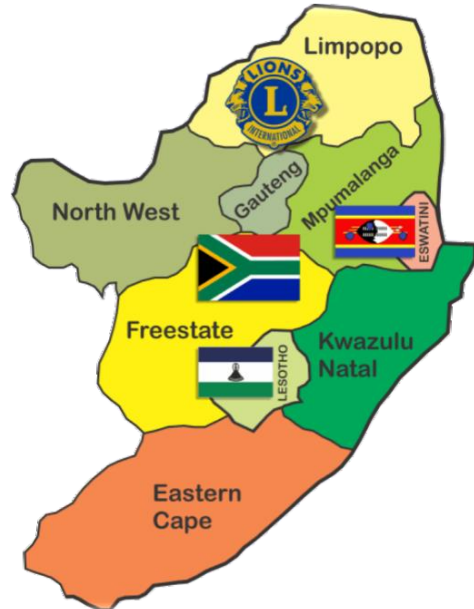 Limpopo
LIONS
L
INTERNATIONAL
Gauteng
Mpumalanga
North West
ESWATINI
Freestate
Kwazulu
Natal
LESOTHO
Eastern
Cape